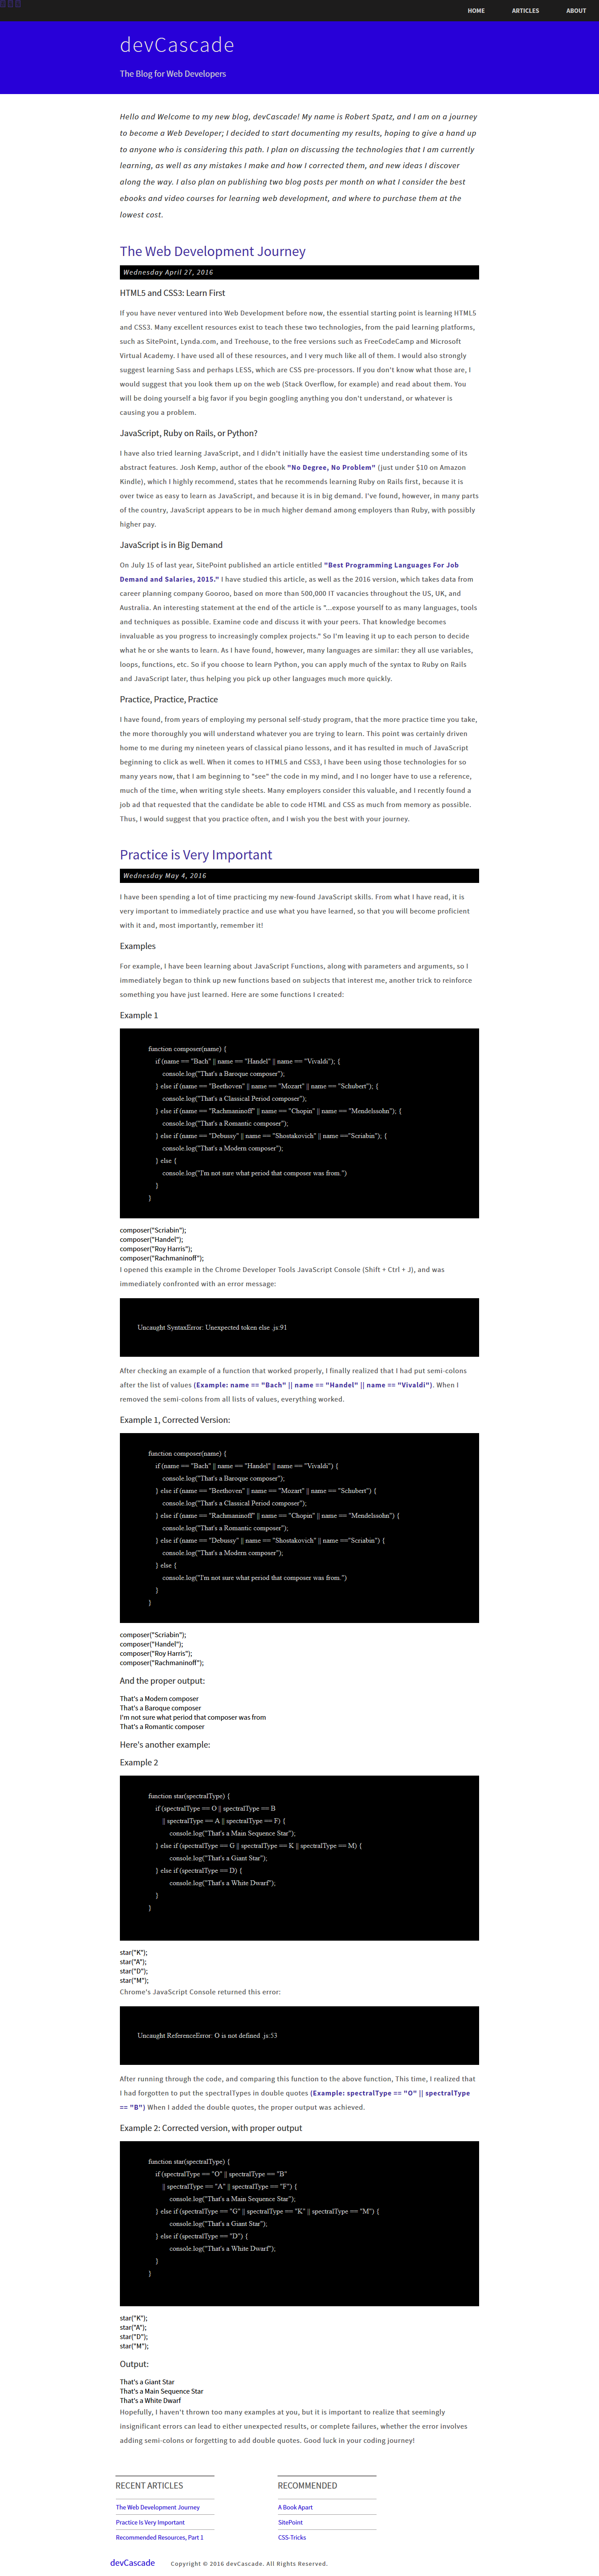 HOME ARTICLES ABOUT
devCascade
The Blog for Web Developers
Hello and Welcome to my new blog, devCascade! My name is Robert Spatz, and I am on a journey
to become a Web Developer; I decided to start documenting my results, hoping to give a hand up
to anyone who is considering this path. I plan on discussing the technologies that I am currently
learning, as well as any mistakes I make and how I corrected them, and new ideas I discover
along the way. I also plan on publishing two blog posts per month on what I consider the best
ebooks and video courses for learning web development, and where to purchase them at the
lowest cost.
The Web Development Journey
Wednesday April 27, 2016
HTML5 and CSS3: Learn First
If you have never ventured into Web Development before now, the essential starting point is learning HTML5
and CSS3. Many excellent resources exist to teach these two technologies, from the paid learning platforms,
such as SitePoint, Lynda.com, and Treehouse, to the free versions such as FreeCodeCamp and Microsoft
Virtual Academy. I have used all of these resources, and I very much like all of them. I would also strongly
suggest learning Sass and perhaps LESS, which are CSS pre-processors. If you don't know what those are, I
would suggest that you look them up on the web (Stack Overflow, for example) and read about them. You
will be doing yourself a big favor if you begin googling anything you don't understand, or whatever is
causing you a problem.
JavaScript, Ruby on Rails, or Python?
I have also tried learning JavaScript, and I didn't initially have the easiest time understanding some of its
abstract features. Josh Kemp, author of the ebook "No Degree, No Problem" (just under $10 on Amazon
Kindle), which I highly recommend, states that he recommends learning Ruby on Rails first, because it is
over twice as easy to learn as JavaScript, and because it is in big demand. I've found, however, in many parts
of the country, JavaScript appears to be in much higher demand among employers than Ruby, with possibly
higher pay.
JavaScript is in Big Demand
On July 15 of last year, SitePoint published an article entitled "Best Programming Languages For Job
Demand and Salaries, 2015." I have studied this article, as well as the 2016 version, which takes data from
career planning company Gooroo, based on more than 500,000 IT vacancies throughout the US, UK, and
Australia. An interesting statement at the end of the article is "...expose yourself to as many languages, tools
and techniques as possible. Examine code and discuss it with your peers. That knowledge becomes
invaluable as you progress to increasingly complex projects." So I'm leaving it up to each person to decide
what he or she wants to learn. As I have found, however, many languages are similar: they all use variables,
loops, functions, etc. So if you choose to learn Python, you can apply much of the syntax to Ruby on Rails
and JavaScript later, thus helping you pick up other languages much more quickly.
Practice, Practice, Practice
I have found, from years of employing my personal self-study program, that the more practice time you take,
the more thoroughly you will understand whatever you are trying to learn. This point was certainly driven
home to me during my nineteen years of classical piano lessons, and it has resulted in much of JavaScript
beginning to click as well. When it comes to HTML5 and CSS3, I have been using those technologies for so
many years now, that I am beginning to "see" the code in my mind, and I no longer have to use a reference,
much of the time, when writing style sheets. Many employers consider this valuable, and I recently found a
job ad that requested that the candidate be able to code HTML and CSS as much from memory as possible.
Thus, I would suggest that you practice often, and I wish you the best with your journey.
Practice is Very Important
Wednesday May 4, 2016
I have been spending a lot of time practicing my new-found JavaScript skills. From what I have read, it is
very important to immediately practice and use what you have learned, so that you will become proficient
with it and, most importantly, remember it!
Examples
For example, I have been learning about JavaScript Functions, along with parameters and arguments, so I
immediately began to think up new functions based on subjects that interest me, another trick to reinforce
something you have just learned. Here are some functions I created:
Example 1
function composer(name) {
if (name == "Bach" || name == "Handel" || name == "Vivaldi"); {
console.log("That's a Baroque composer");
} else if (name == "Beethoven" || name == "Mozart" || name == "Schubert"); {
console.log("That's a Classical Period composer");
} else if (name == "Rachmaninoff" || name == "Chopin" || name == "Mendelssohn"); {
console.log("That's a Romantic composer");
} else if (name == "Debussy" || name == "Shostakovich" || name =="Scriabin"); {
console.log("That's a Modern composer");
} else {
console.log("I'm not sure what period that composer was from.")
}
}
composer("Scriabin");
composer("Handel");
composer("Roy Harris");
composer("Rachmaninoff");
I opened this example in the Chrome Developer Tools JavaScript Console (Shift + Ctrl + J), and was
immediately confronted with an error message:
Uncaught SyntaxError: Unexpected token else .js:91
After checking an example of a function that worked properly, I finally realized that I had put semi-colons
after the list of values (Example: name == "Bach" || name == "Handel" || name == "Vivaldi"). When I
removed the semi-colons from all lists of values, everything worked.
Example 1, Corrected Version:
function composer(name) {
if (name == "Bach" || name == "Handel" || name == "Vivaldi") {
console.log("That's a Baroque composer");
} else if (name == "Beethoven" || name == "Mozart" || name == "Schubert") {
console.log("That's a Classical Period composer");
} else if (name == "Rachmaninoff" || name == "Chopin" || name == "Mendelssohn") {
console.log("That's a Romantic composer");
} else if (name == "Debussy" || name == "Shostakovich" || name =="Scriabin") {
console.log("That's a Modern composer");
} else {
console.log("I'm not sure what period that composer was from.")
}
}
composer("Scriabin");
composer("Handel");
composer("Roy Harris");
composer("Rachmaninoff");
And the proper output:
That's a Modern composer
That's a Baroque composer
I'm not sure what period that composer was from
That's a Romantic composer
Here's another example:
Example 2
function star(spectralType) {
if (spectralType == O || spectralType == B
|| spectralType == A || spectralType == F) {
console.log("That's a Main Sequence Star");
} else if (spectralType == G || spectralType == K || spectralType == M) {
console.log("That's a Giant Star");
} else if (spectralType == D) {
console.log("That's a White Dwarf");
}
}
star("K");
star("A");
star("D");
star("M");
Chrome's JavaScript Console returned this error:
Uncaught ReferenceError: O is not defined .js:53
After running through the code, and comparing this function to the above function, This time, I realized that
I had forgotten to put the spectralTypes in double quotes (Example: spectralType == "O" || spectralType
== "B") When I added the double quotes, the proper output was achieved.
Example 2: Corrected version, with proper output
function star(spectralType) {
if (spectralType == "O" || spectralType == "B"
|| spectralType == "A" || spectralType == "F") {
console.log("That's a Main Sequence Star");
} else if (spectralType == "G" || spectralType == "K" || spectralType == "M") {
console.log("That's a Giant Star");
} else if (spectralType == "D") {
console.log("That's a White Dwarf");
}
}
star("K");
star("A");
star("D");
star("M");
Output:
That's a Giant Star
That's a Main Sequence Star
That's a White Dwarf
Hopefully, I haven't thrown too many examples at you, but it is important to realize that seemingly
insignificant errors can lead to either unexpected results, or complete failures, whether the error involves
adding semi-colons or forgetting to add double quotes. Good luck in your coding journey!
RECENT ARTICLES
The Web Development Journey
Practice Is Very Important
Recommended Resources, Part 1
RECOMMENDED
A Book Apart
SitePoint
CSS-Tricks
devCascade Copyright © 2016 devCascade. All Rights Reserved.